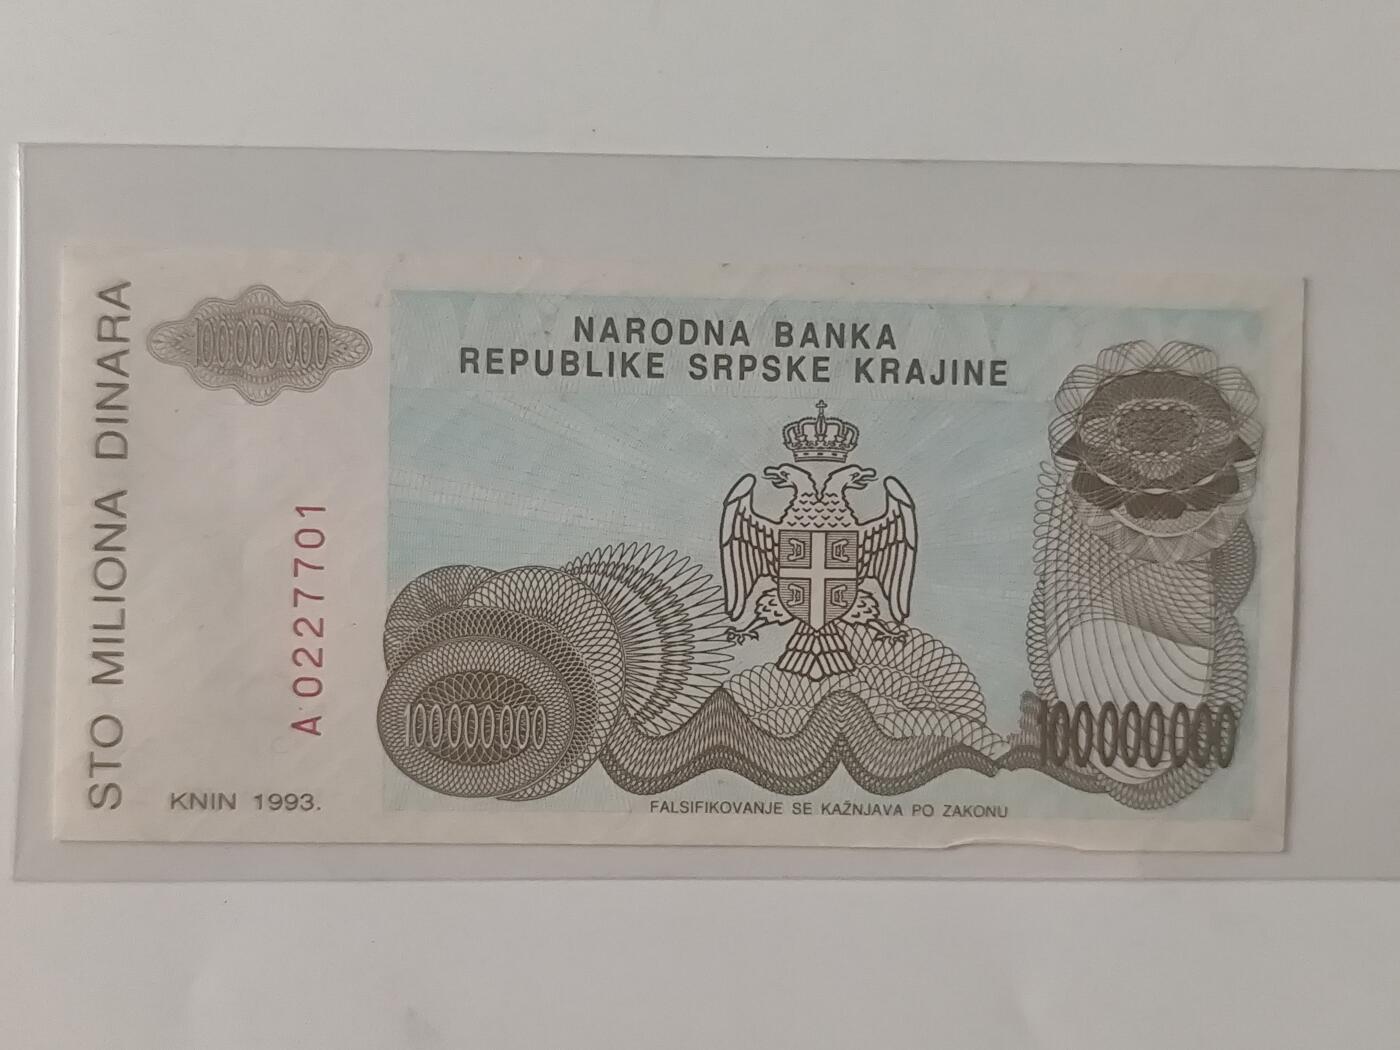 STO MILIONA DINARA
100000000
A 0227701
KNIN 1993.
NARODNA BANKA
REPUBLIKE SRPSKE KRAJINE
100000000
100000000
FALSIFIKOVANJE SE KAŽNJAVA PO ZAKONU